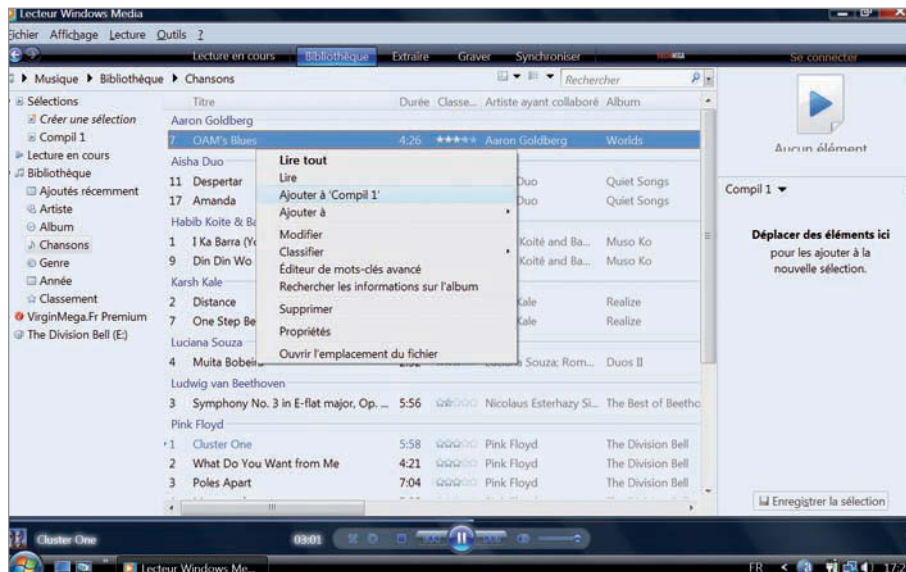 Lecteur Windows Media
Fichier Affichage Lecture Outils ?
Lecture en cours Bibliothèque Extraire Graver Synchroniser Se connecter
Musique Bibliothèque Chansons Rechercher
Sélections
Créer une sélection
Compil 1
Lecture en cours
Bibliothèque
Ajoutés récemment
Artiste
Album
Chansons
Genre
Année
Classement
VirginMega.Fr Premium
The Division Bell (E:)
Titre Durée Classe... Artiste ayant collaboré Album
Aaron Goldberg
7 OAM's Blues 4:26 Aaron Goldberg Worlds
Aisha Duo
11 Despertar Duo Quiet Songs
17 Amanda Duo Quiet Songs
Habib Koite & Ba
1 I Ka Barra (Yo Koité and Ba... Muso Ko
9 Din Din Wo Koité and Ba... Muso Ko
Karsh Kale
2 Distance Kale Realize
7 One Step Be Kale Realize
Luciana Souza
4 Muita Bobeira Luciana Souza: Rom... Duos II
Ludwig van Beethoven
3 Symphony No. 3 in E-flat major, Op. ... 5:56 Nicolaus Esterhazy Si... The Best of Beetho
Pink Floyd
1 Cluster One 5:58 Pink Floyd The Division Bell
2 What Do You Want from Me 4:21 Pink Floyd The Division Bell
3 Poles Apart 7:04 Pink Floyd The Division Bell
Lire tout
Lire
Ajouter à 'Compil 1'
Ajouter à
Modifier
Classifier
Éditeur de mots-clés avancé
Rechercher les informations sur l'album
Supprimer
Propriétés
Ouvrir l'emplacement du fichier
Aucun élément
Compil 1
Déplacer des éléments ici
pour les ajouter à la
nouvelle sélection.
Enregistrer la sélection
Cluster One 03:01
Lecteur Windows Me... FR 17:2